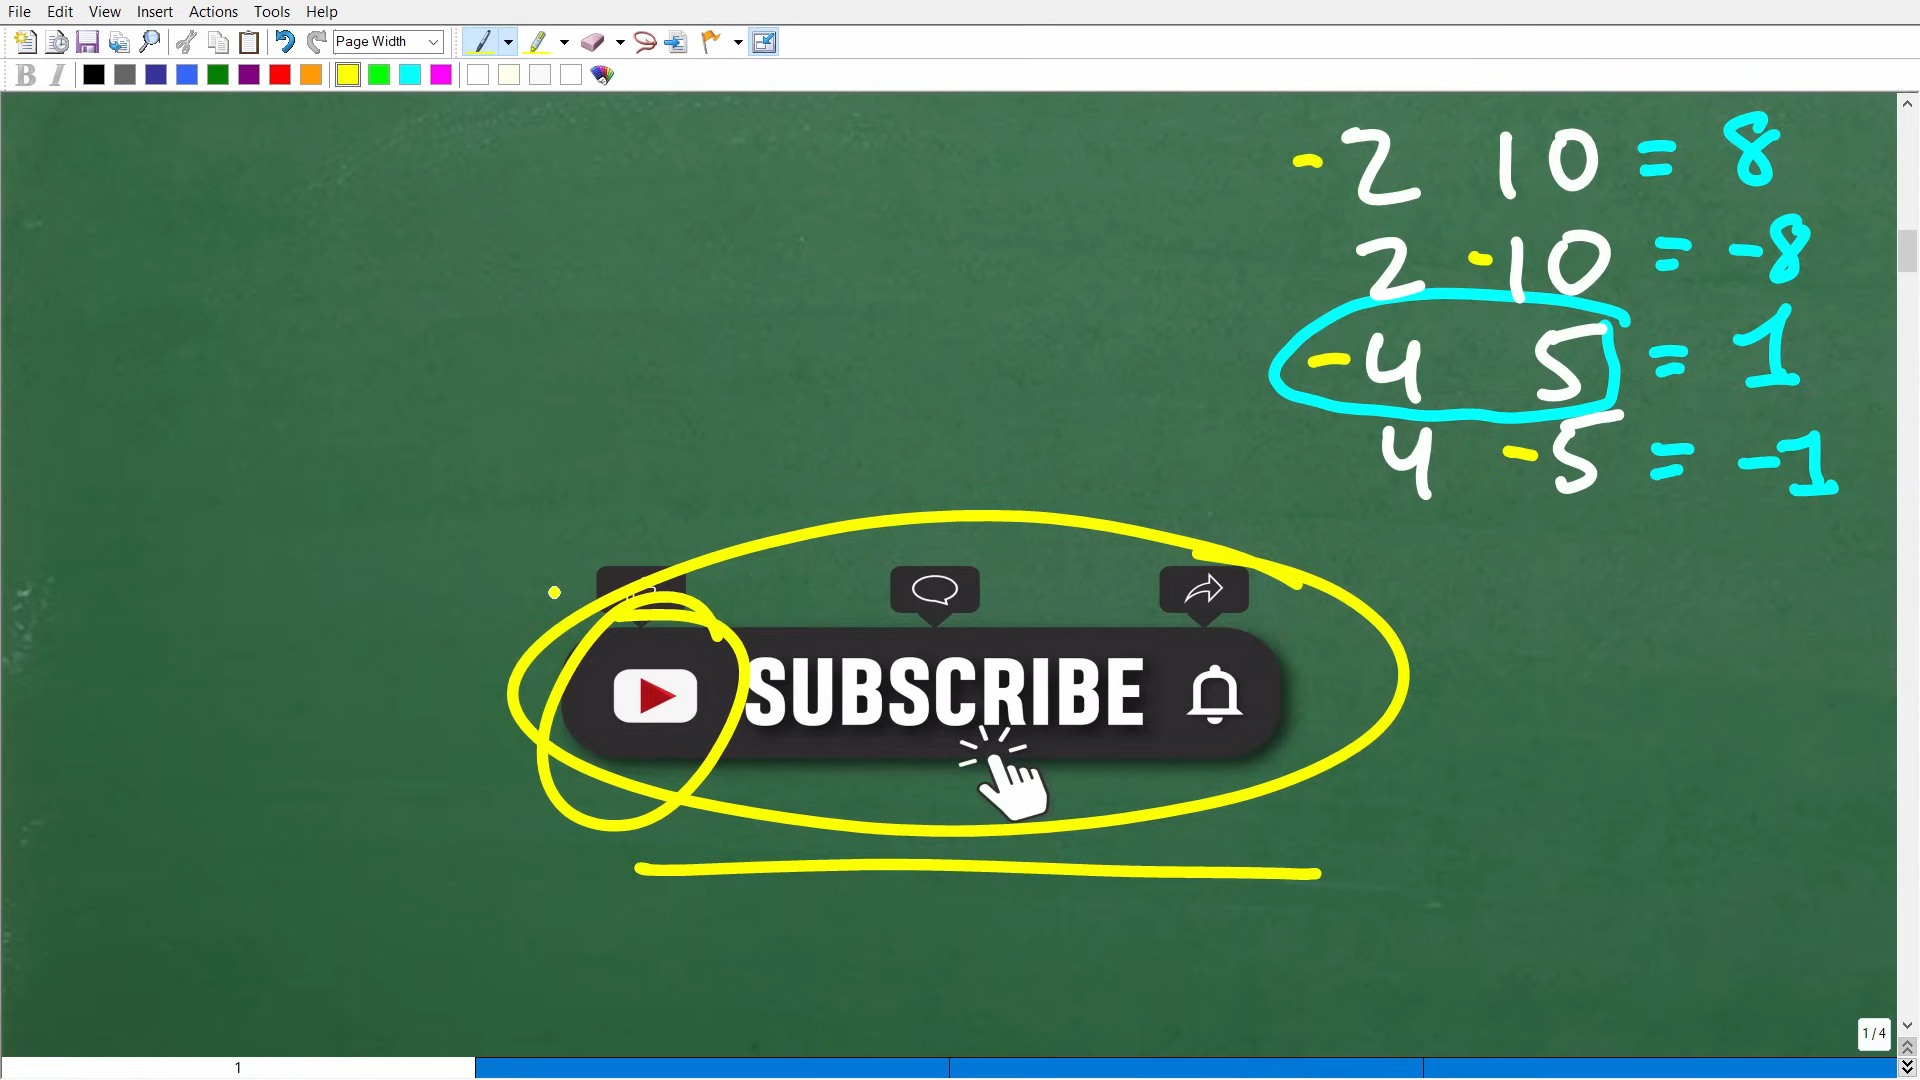 File Edit View Insert Actions Tools Help
Page Width
B I
-2 10 = 8
2 -10 = -8
-4 5 = 1
4 -5 = -1
SUBSCRIBE
1 / 4
1